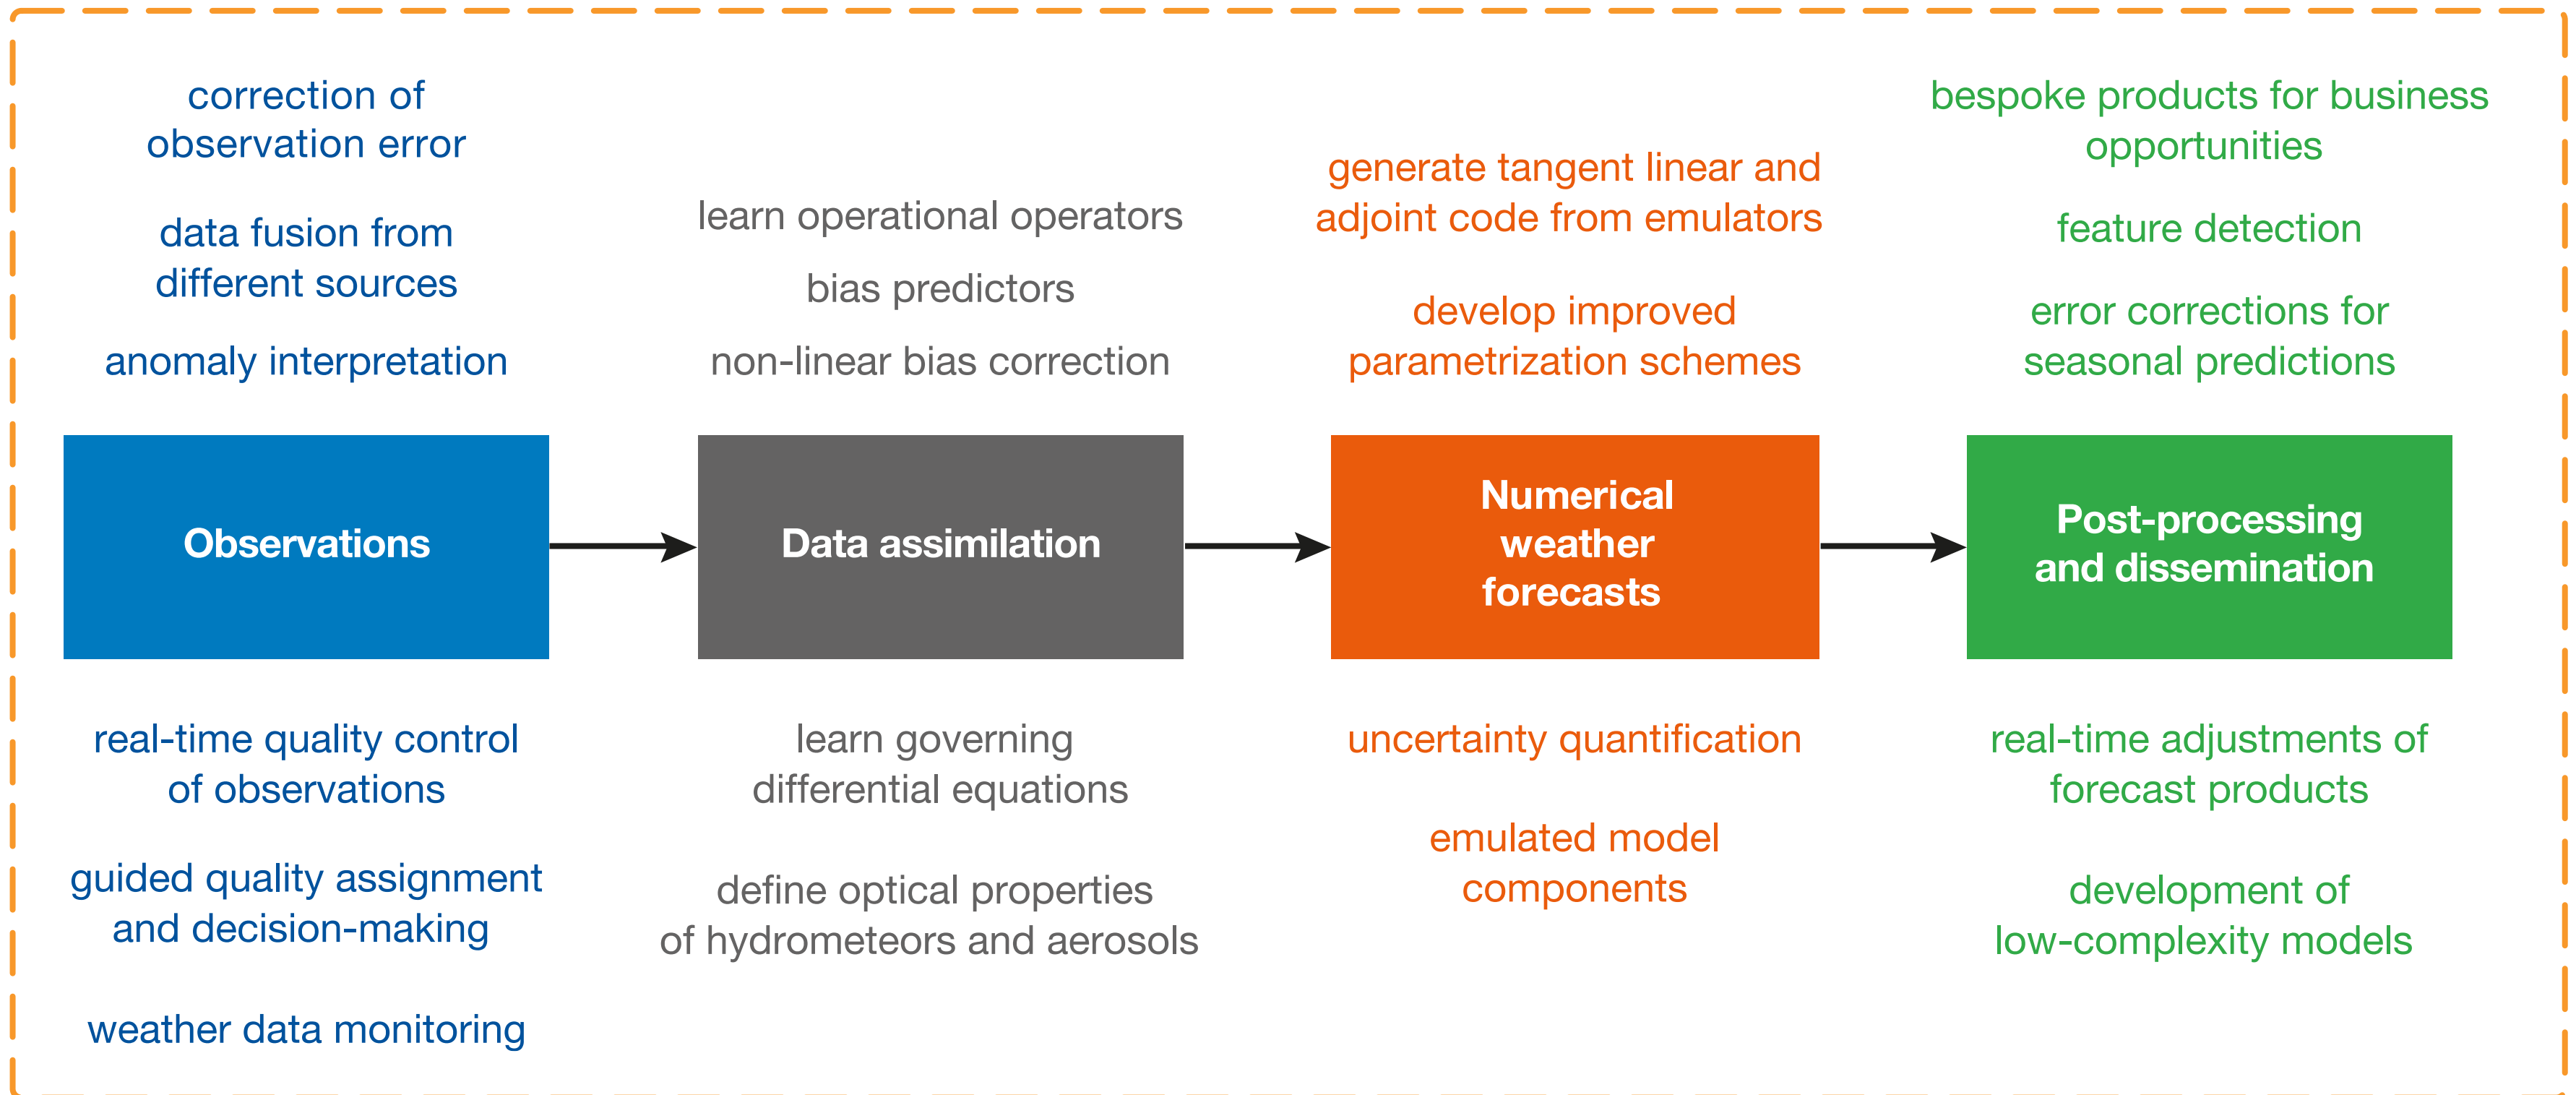 correction of
observation error
data fusion from
different sources
anomaly interpretation
learn operational operators
bias predictors
non-linear bias correction
generate tangent linear and
adjoint code from emulators
develop improved
parametrization schemes
bespoke products for business
opportunities
feature detection
error corrections for
seasonal predictions
Observations
Data assimilation
Numerical
weather
forecasts
Post-processing
and dissemination
real-time quality control
of observations
guided quality assignment
and decision-making
weather data monitoring
learn governing
differential equations
define optical properties
of hydrometeors and aerosols
uncertainty quantification
emulated model
components
real-time adjustments of
forecast products
development of
low-complexity models